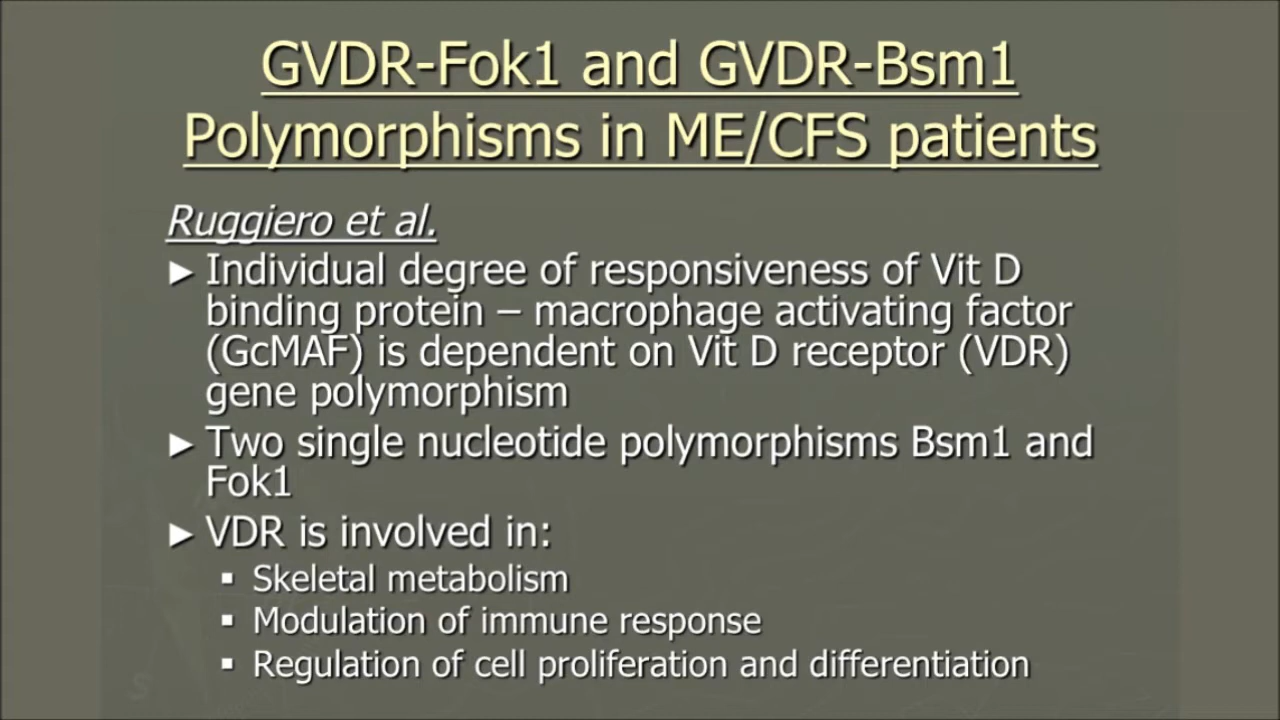 GVDR-Fok1 and GVDR-Bsm1
Polymorphisms in ME/CFS patients
Ruggiero et al.
► Individual degree of responsiveness of Vit D
binding protein – macrophage activating factor
(GcMAF) is dependent on Vit D receptor (VDR)
gene polymorphism
► Two single nucleotide polymorphisms Bsm1 and
Fok1
► VDR is involved in:
▪ Skeletal metabolism
▪ Modulation of immune response
▪ Regulation of cell proliferation and differentiation